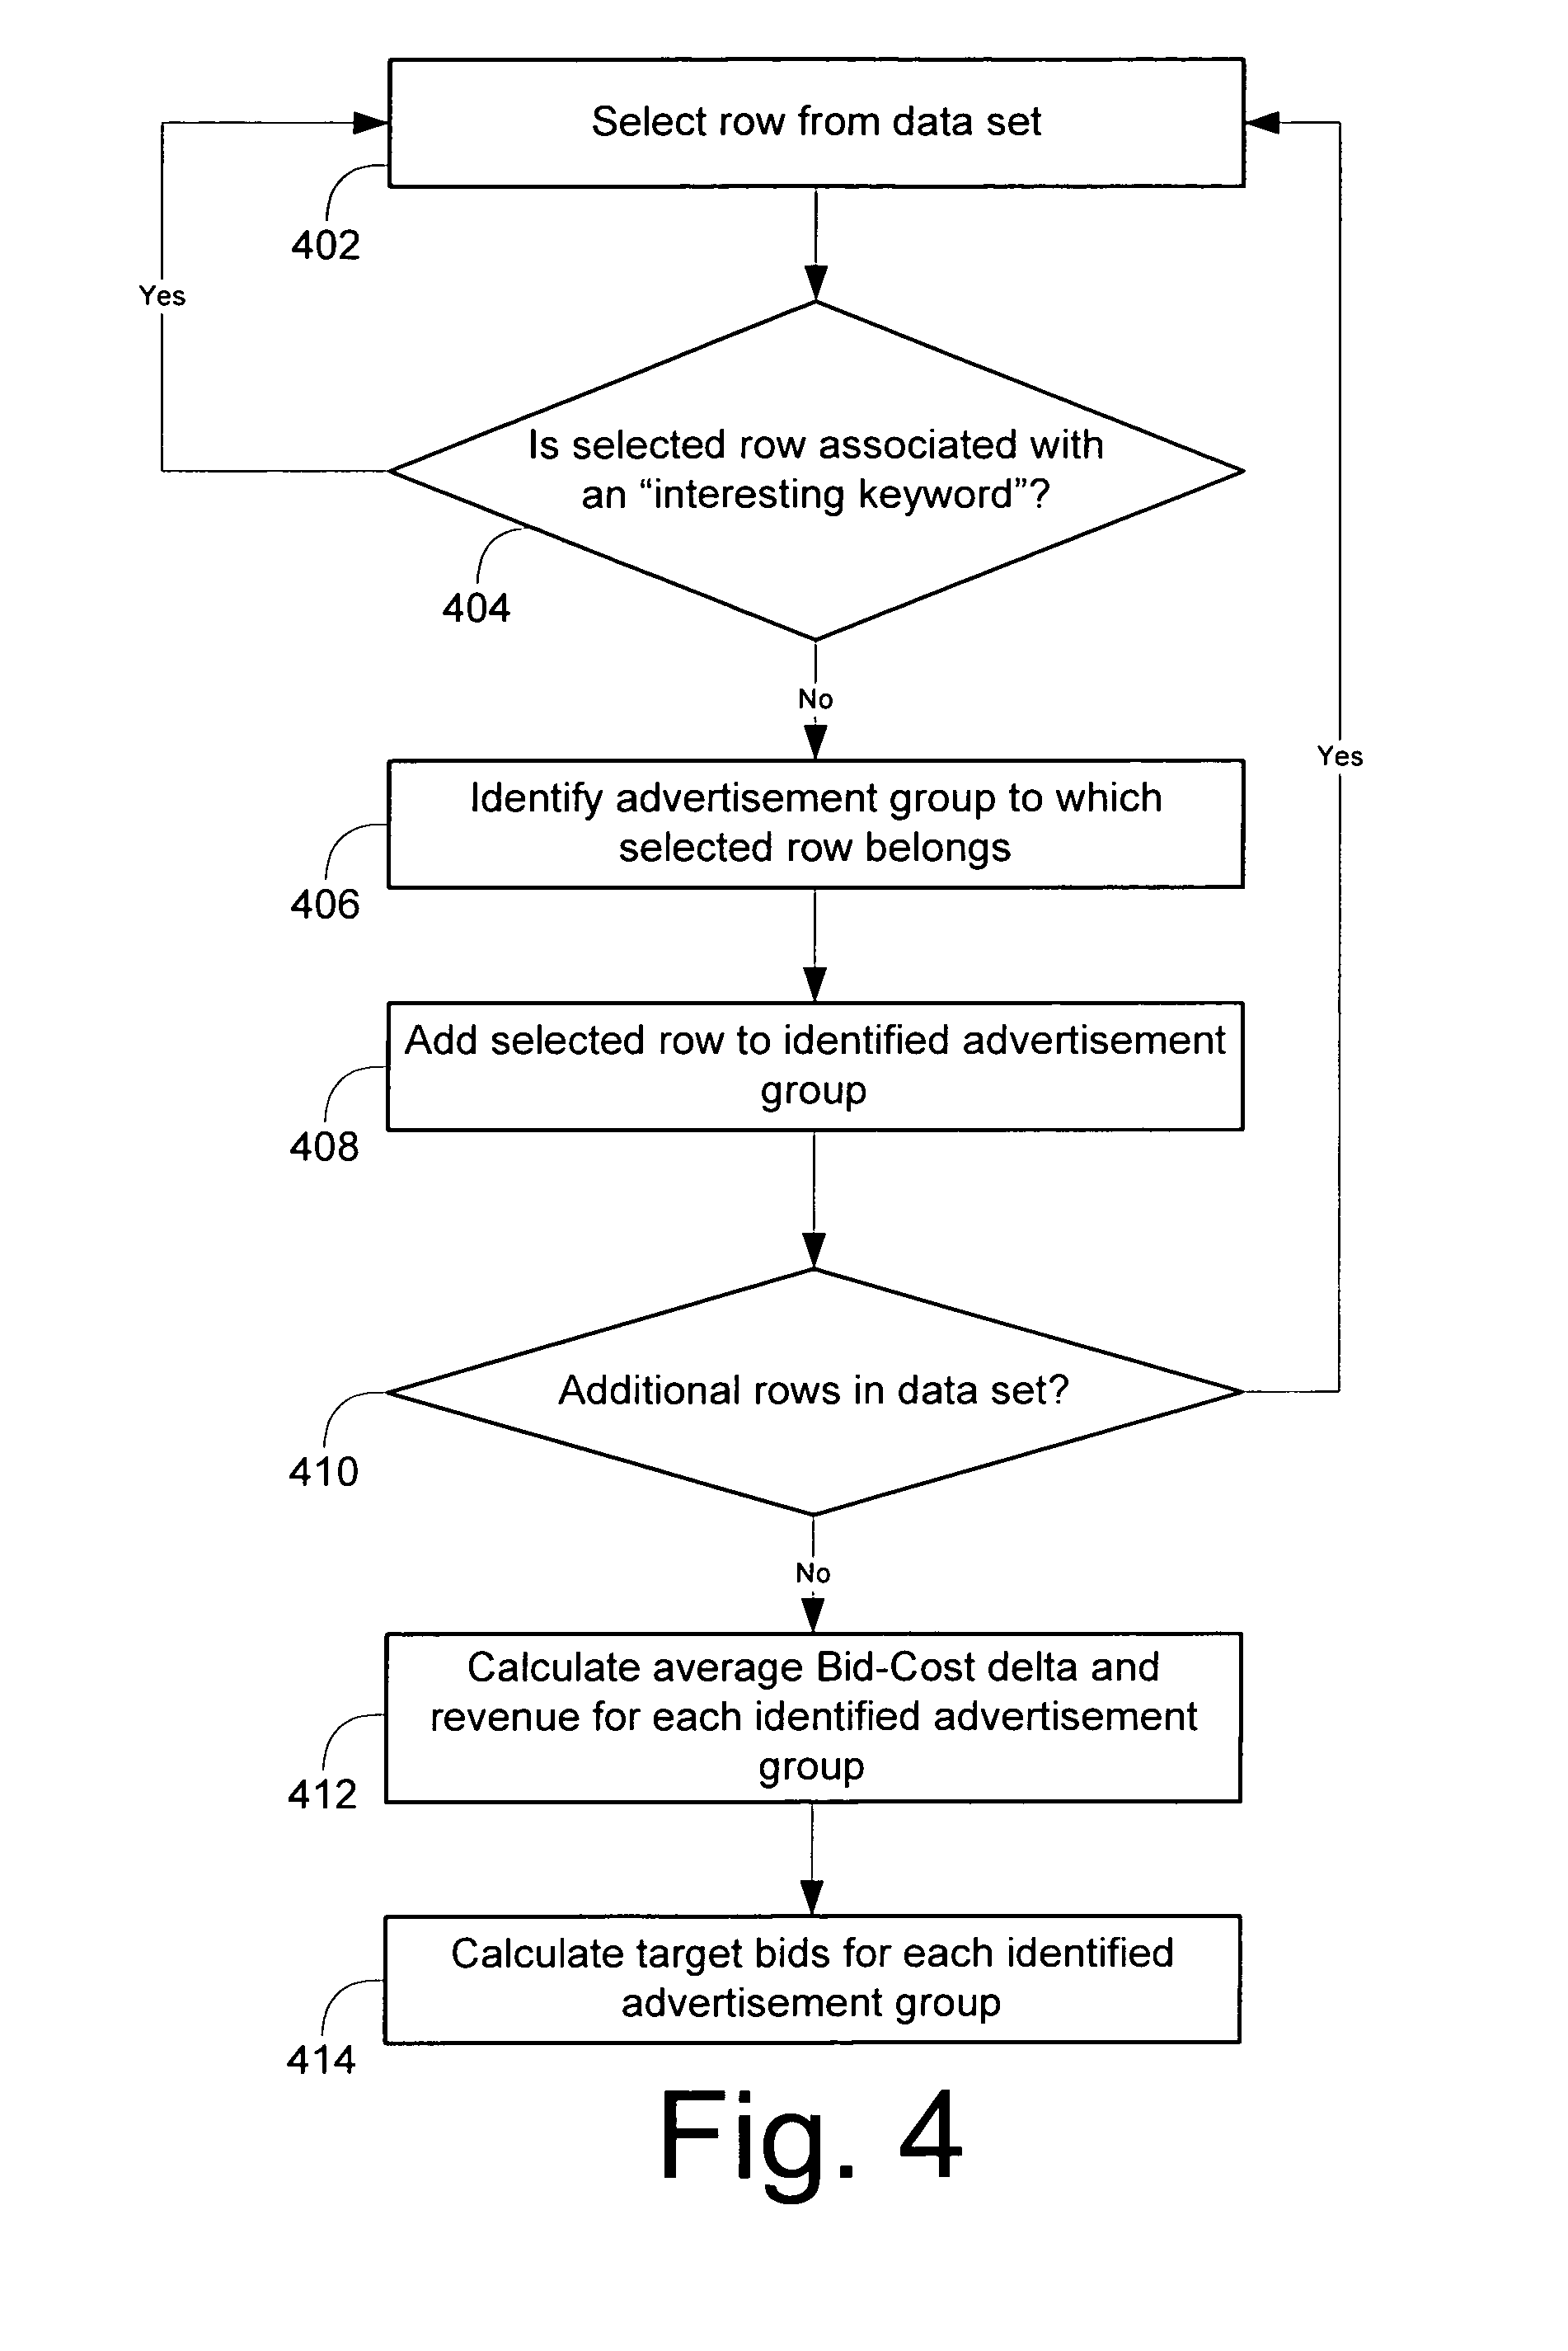 Select row from data set
402
Yes
Is selected row associated with
an “interesting keyword”?
404
No
Yes
Identify advertisement group to which
selected row belongs
406
Add selected row to identified advertisement
group
408
Additional rows in data set?
410
No
Calculate average Bid-Cost delta and
revenue for each identified advertisement
group
412
Calculate target bids for each identified
advertisement group
414
Fig. 4